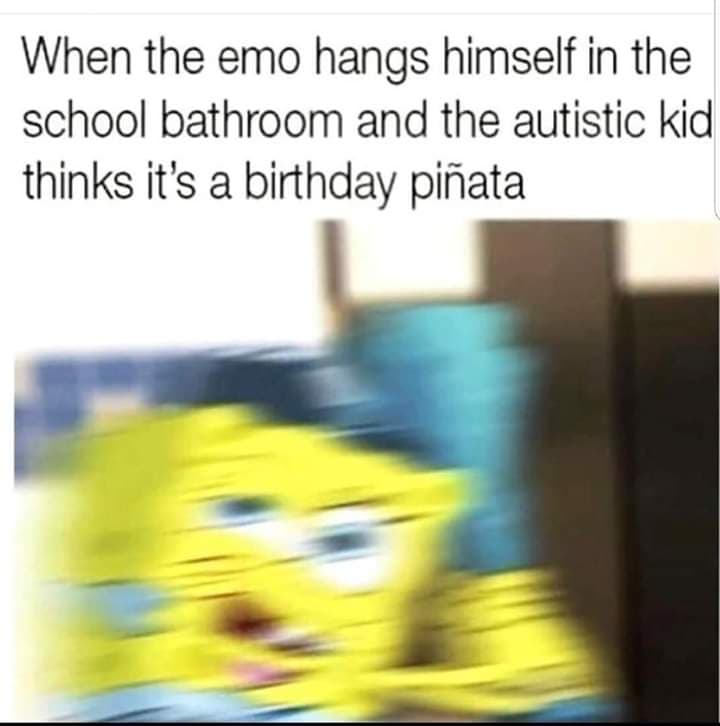 When the emo hangs himself in the
school bathroom and the autistic kid
thinks it's a birthday piñata